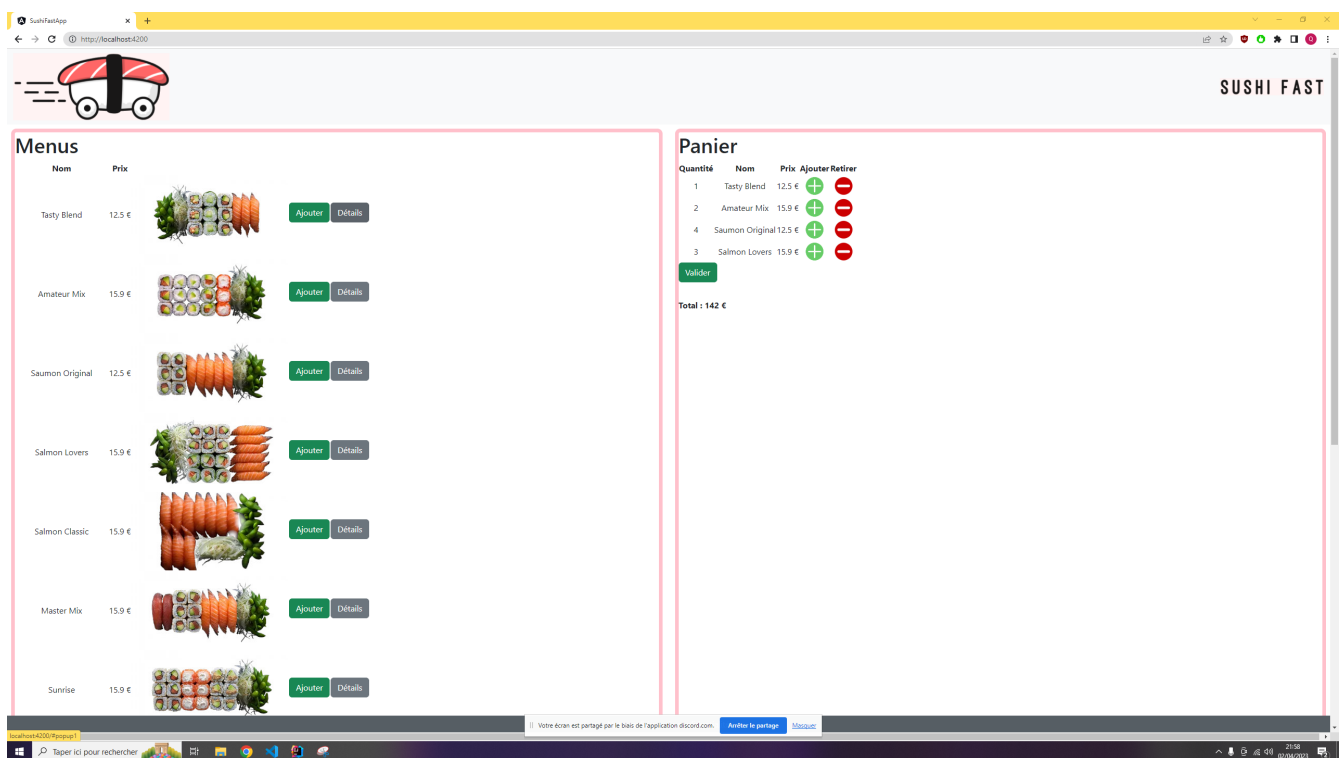 SushiFastApp
http://localhost:4200
SUSHI FAST
Menus
Nom Prix
Tasty Blend 12.5 € Ajouter Détails
Amateur Mix 15.9 € Ajouter Détails
Saumon Original 12.5 € Ajouter Détails
Salmon Lovers 15.9 € Ajouter Détails
Salmon Classic 15.9 € Ajouter Détails
Master Mix 15.9 € Ajouter Détails
Sunrise 15.9 € Ajouter Détails
Panier
Quantité Nom Prix Ajouter Retirer
1 Tasty Blend 12.5 €
2 Amateur Mix 15.9 €
4 Saumon Original 12.5 €
3 Salmon Lovers 15.9 €
Valider
Total : 142 €
Votre écran est partagé par le biais de l'application discord.com. Arrêter le partage Masquer
localhost:4200/#popup1
Taper ici pour rechercher
21:58
02/04/2023